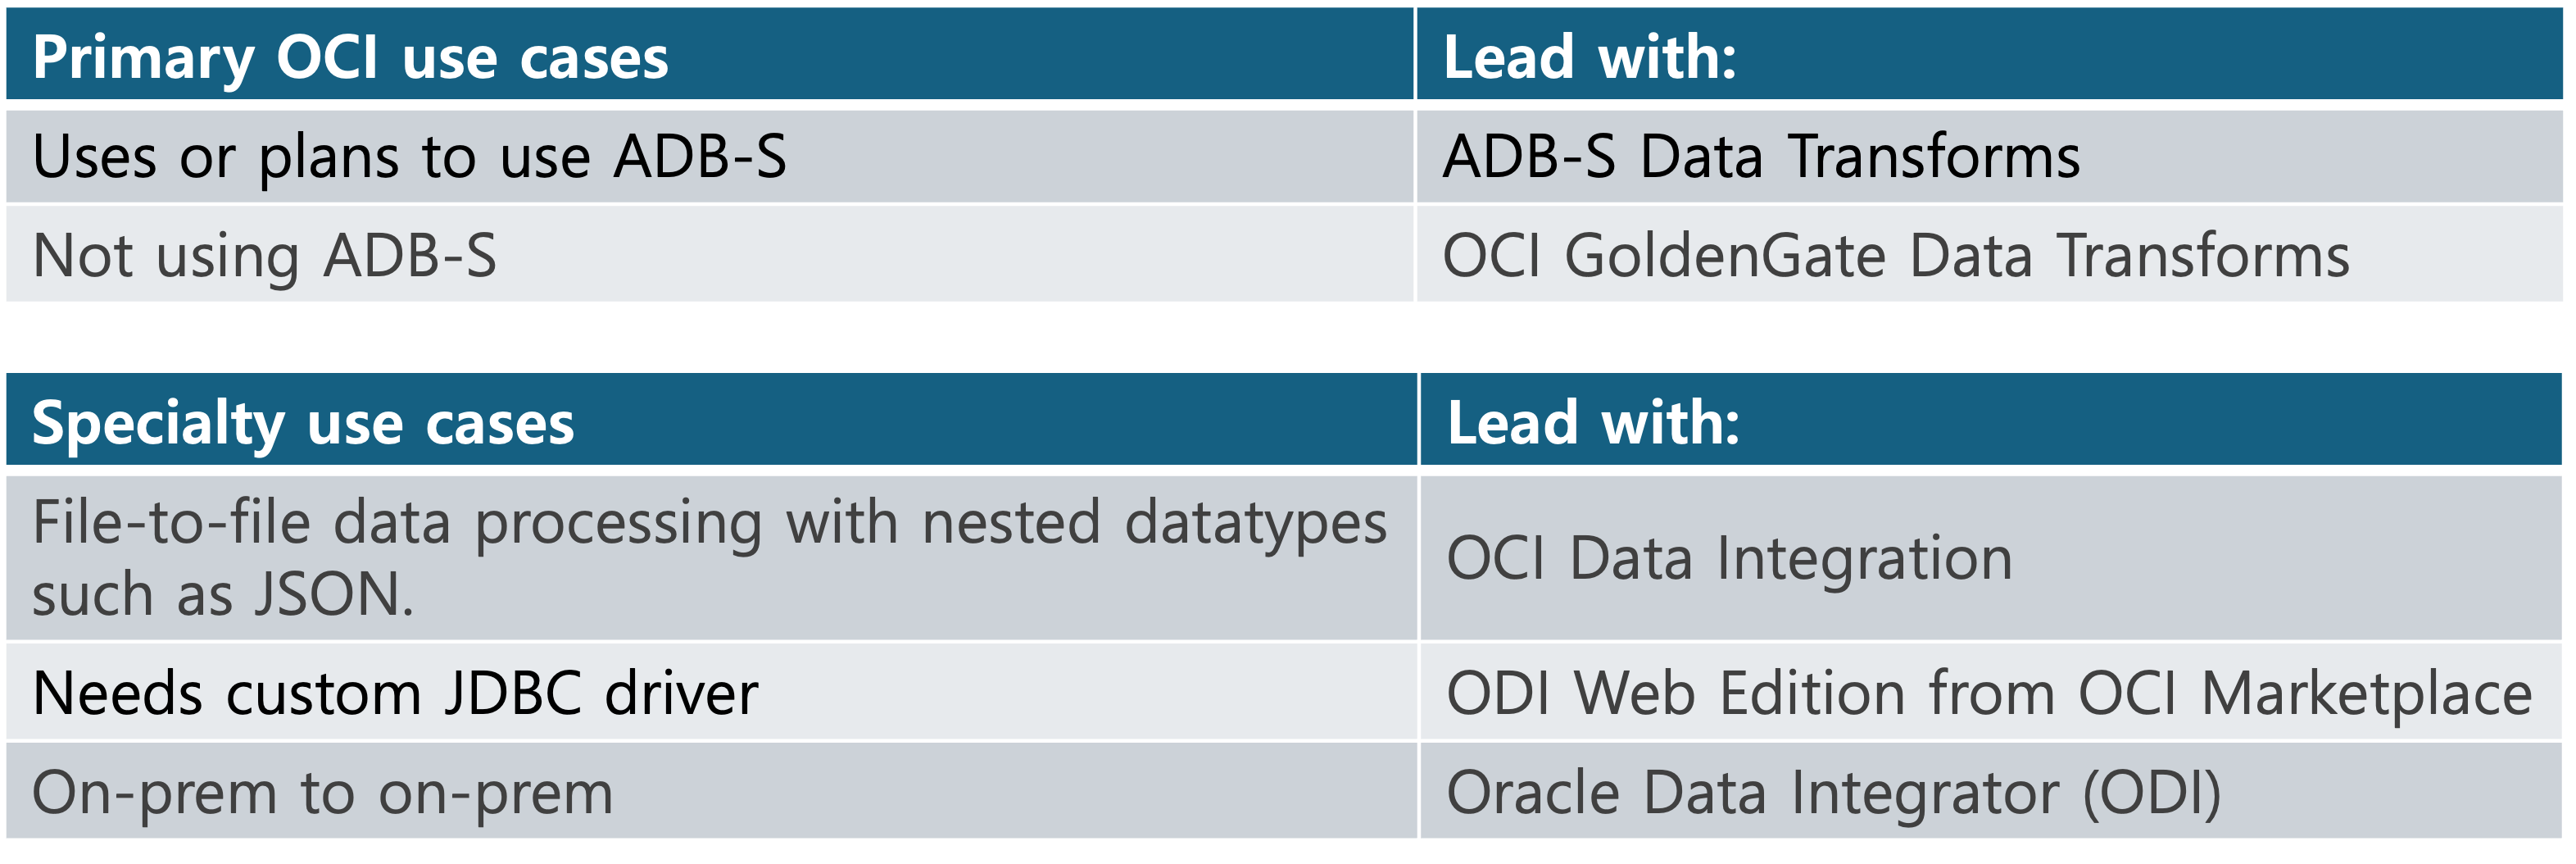 Primary OCI use cases
Lead with:
Uses or plans to use ADB-S
ADB-S Data Transforms
Not using ADB-S
OCI GoldenGate Data Transforms
Specialty use cases
Lead with:
File-to-file data processing with nested datatypes
such as JSON.
OCI Data Integration
Needs custom JDBC driver
ODI Web Edition from OCI Marketplace
On-prem to on-prem
Oracle Data Integrator (ODI)